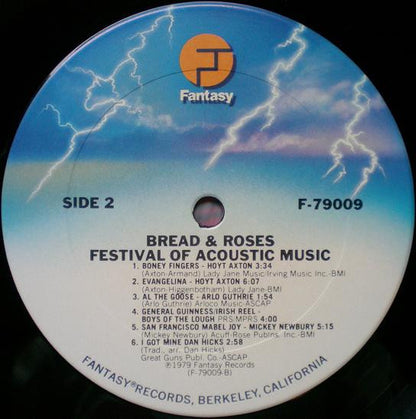 Fantasy
SIDE 2
F-79009
BREAD & ROSES
FESTIVAL OF ACOUSTIC MUSIC
1. BONEY FINGERS - HOYT AXTON 3:34
(Axton-Armand) Lady Jane Music/Irving Music Inc.-BMI
2. EVANGELINA - HOYT AXTON 6:07
(Axton-Higgenbotham) Lady Jane-BMI
3. AL THE GOOSE - ARLO GUTHRIE 1:54
(Arlo Guthrie) Arloco Music-ASCAP
4. GENERAL GUINNESS/IRISH REEL -
BOYS OF THE LOUGH PRS-MPRS 5:00
5. SAN FRANCISCO MABEL JOY - MICKEY NEWBURY 5:15
(Mickey Newbury) Acuff-Rose Publns. Inc.-BMI
6. I GOT MINE DAN HICKS 2:58
(Trad., arr. Dan Hicks)
Great Guns Publ. Co.-ASCAP
℗1979 Fantasy Records
(F-79009-B)
FANTASY® RECORDS, BERKELEY, CALIFORNIA